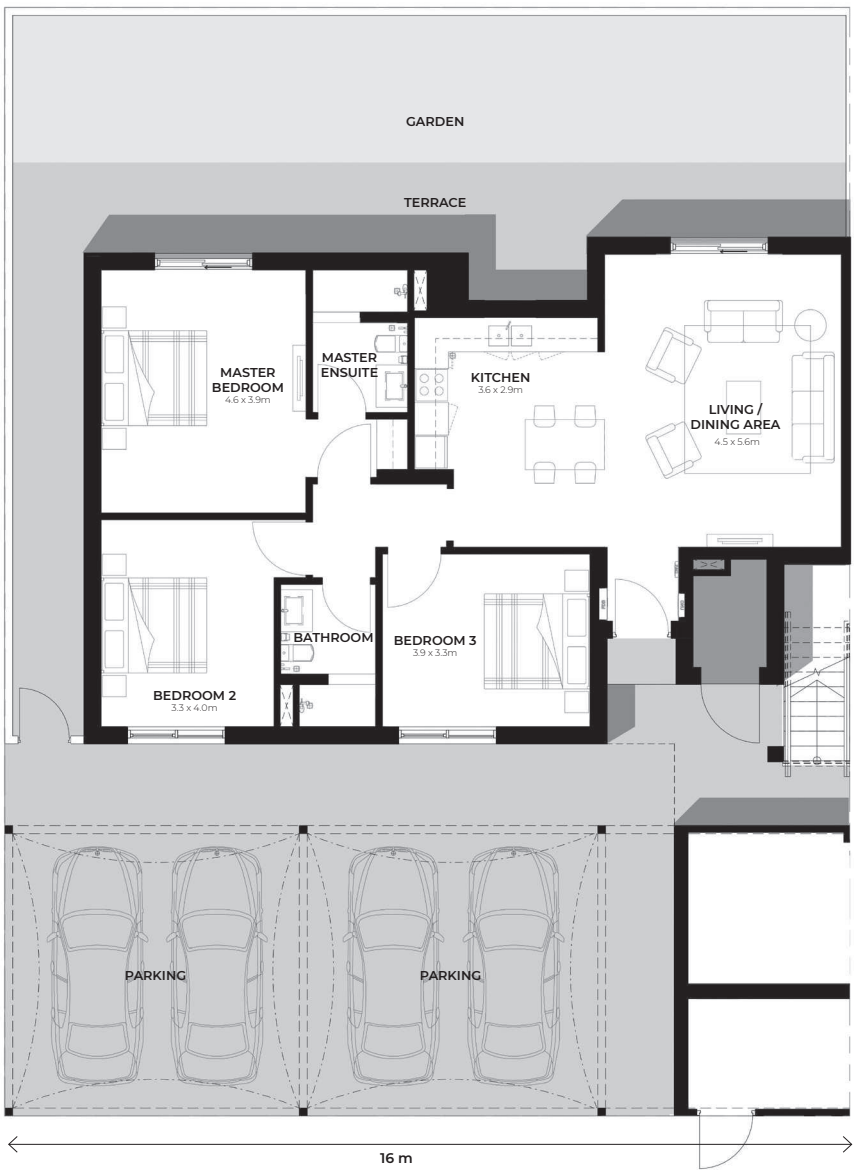 GARDEN
TERRACE
MASTER
BEDROOM
4.6 x 3.9m
MASTER
ENSUITE
KITCHEN
3.6 x 2.9m
LIVING /
DINING AREA
4.5 x 5.6m
BATHROOM
BEDROOM 3
3.9 x 3.3m
BEDROOM 2
3.3 x 4.0m
PARKING
PARKING
16 m